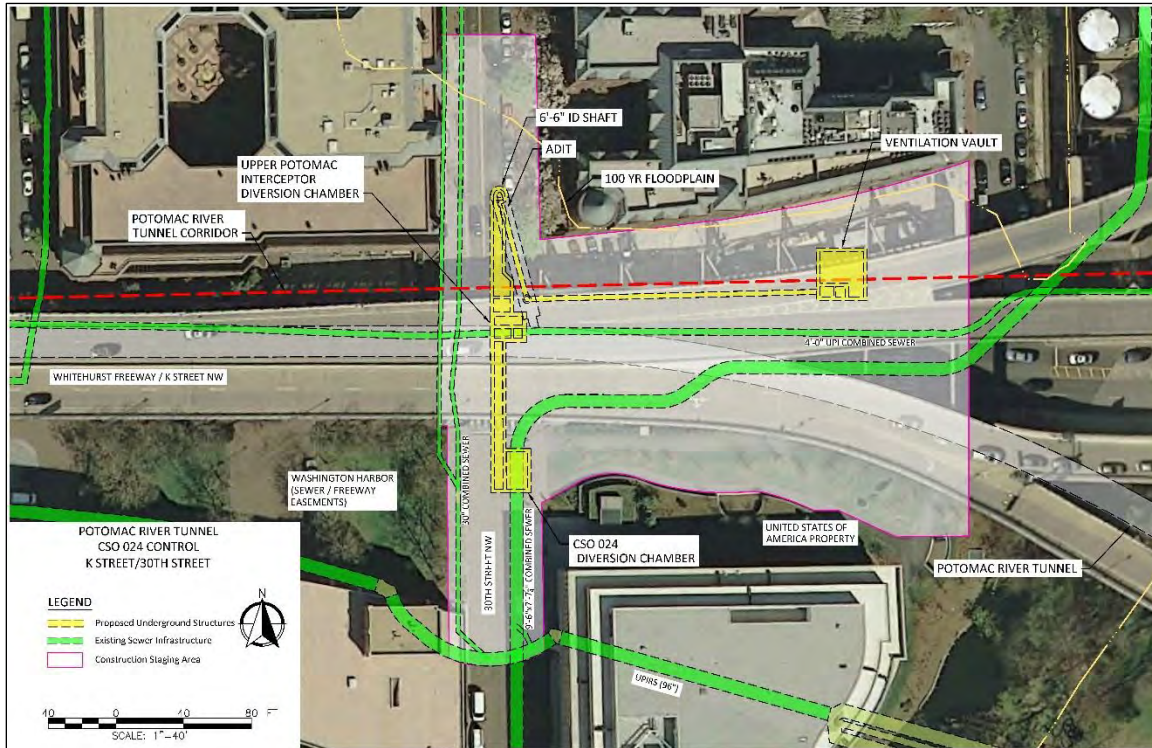 6'-6" ID SHAFT
ADIT
VENTILATION VAULT
UPPER POTOMAC
INTERCEPTOR
DIVERSION CHAMBER
100 YR FLOODPLAIN
POTOMAC RIVER
TUNNEL CORRIDOR
4'-0" UPI COMBINED SEWER
WHITEHURST FREEWAY / K STREET NW
30" COMBINED SEWER
WASHINGTON HARBOR
(SEWER / FREEWAY
EASEMENTS)
30TH STREET NW
COMBINED SEWER
CSO 024
DIVERSION CHAMBER
UNITED STATES OF
AMERICA PROPERTY
POTOMAC RIVER TUNNEL
UPIRS (96")
POTOMAC RIVER TUNNEL
CSO 024 CONTROL
K STREET/30TH STREET
LEGEND
N
Proposed Underground Structures
Existing Sewer Infrastructure
Construction Staging Area
40 0 40 80
SCALE: 1"-40'